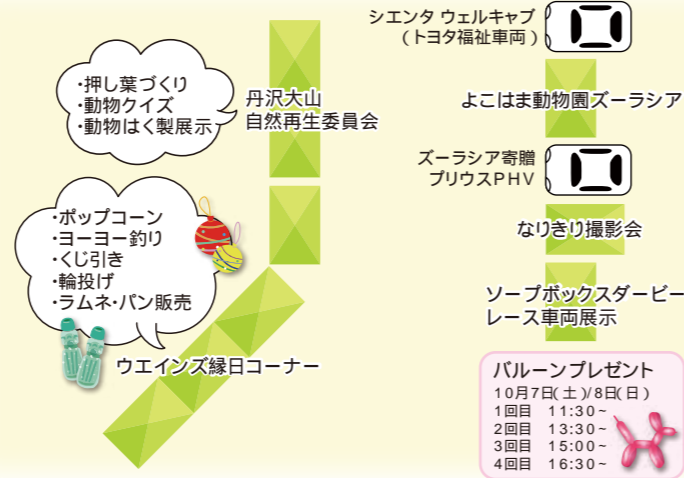 ・押し葉づくり
・動物クイズ
・動物はく製展示
丹沢大山
自然再生委員会
・ポップコーン
・ヨーヨー釣り
・くじ引き
・輪投げ
・ラムネ・パン販売
ウエインズ縁日コーナー
シエンタ ウェルキャブ
(トヨタ福祉車両)
よこはま動物園ズーラシア
ズーラシア寄贈
プリウスPHV
なりきり撮影会
ソープボックスダービー
レース車両展示
バルーンプレゼント
10月7日(土)/8日(日)
1回目 11:30~
2回目 13:30~
3回目 15:00~
4回目 16:30~